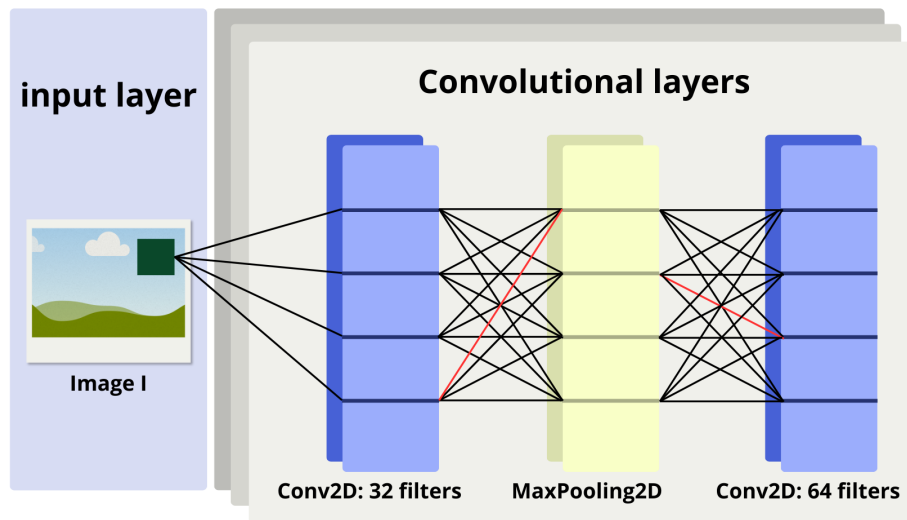 input layer
Convolutional layers
Image I
Conv2D: 32 filters
MaxPooling2D
Conv2D: 64 filters